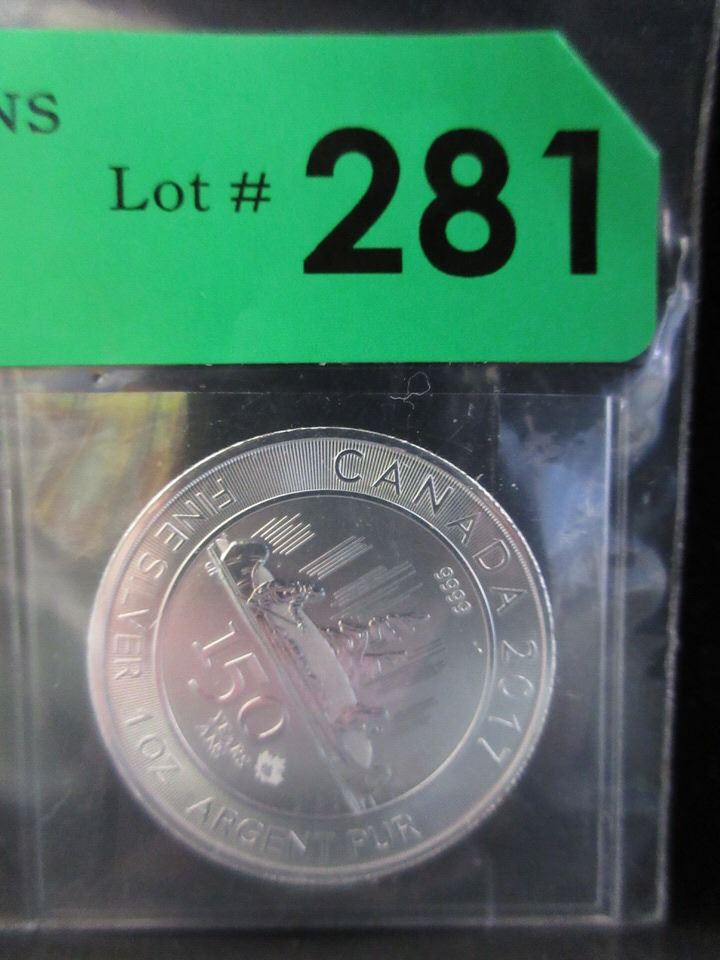 NS
Lot # 281
CANADA 2017
9999
150
YEARS
ANS
FINE SILVER 1 OZ ARGENT PUR